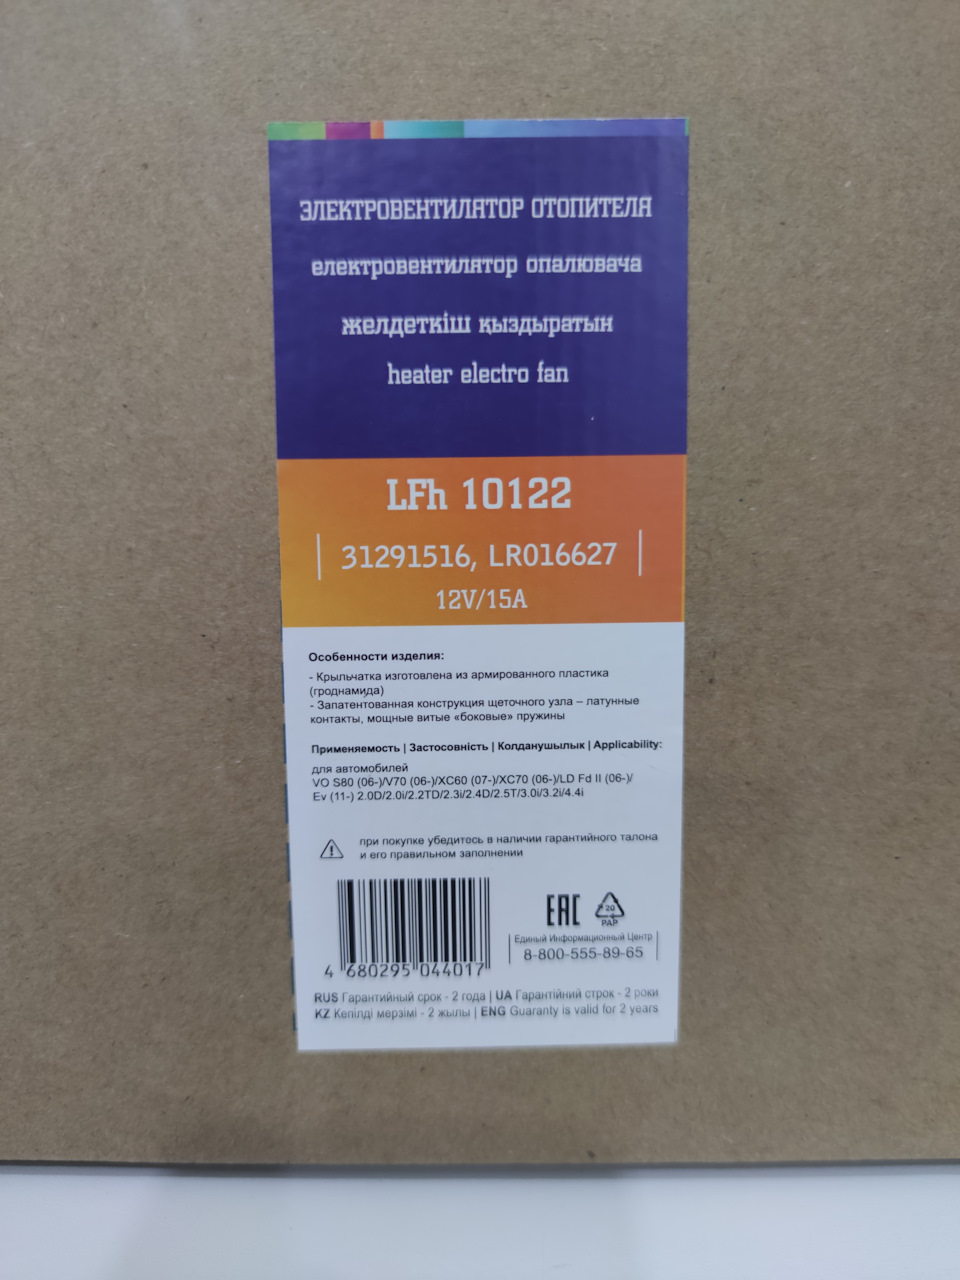 ЭЛЕКТРОВЕНТИЛЯТОР ОТОПИТЕЛЯ
електровентилятор опалювача
желдеткіш қыздыратын
heater electro fan
LFh 10122
31291516, LR016627
12V/15A
Особенности изделия:
- Крыльчатка изготовлена из армированного пластика
(гроднамида)
- Запатентованная конструкция щеточного узла – латунные
контакты, мощные витые «боковые» пружины
Применяемость | Застосовність | Колданушылык | Applicability:
для автомобилей
VO S80 (06-)/V70 (06-)/XC60 (07-)/XC70 (06-)/LD Fd II (06-)/
Ev (11-) 2.0D/2.0i/2.2TD/2.3i/2.4D/2.5T/3.0i/3.2i/4.4i
при покупке убедитесь в наличии гарантийного талона
и его правильном заполнении
EAC
20
PAP
Единый Информационный Центр
8-800-555-89-65
4 680295 044017
RUS Гарантийный срок - 2 года | UA Гарантійний строк - 2 роки
KZ Кепілді мерзімі - 2 жылы | ENG Guaranty is valid for 2 years